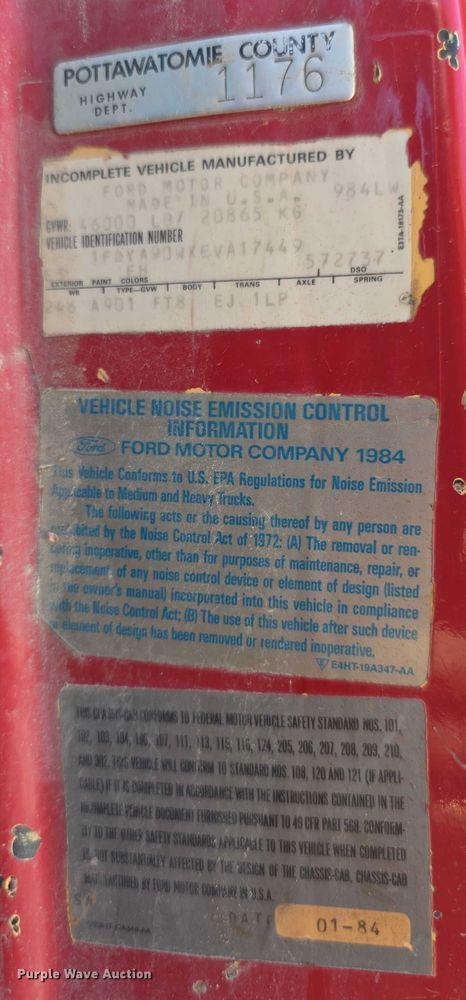 POTTAWATOMIE COUNTY
HIGHWAY DEPT. 1176
INCOMPLETE VEHICLE MANUFACTURED BY
FORD MOTOR COMPANY
MADE IN U.S.A. 984LW
GVWR: 46000 LB/ 20865 KG
VEHICLE IDENTIFICATION NUMBER
1FDYA90WXEVA17449
572737
EXTERIOR PAINT COLORS DSO
WB TYPE-GVW BODY TRANS AXLE SPRING
246 A901 FT8 EJ. 1LP
E3TA-18175-AA
VEHICLE NOISE EMISSION CONTROL
INFORMATION
Ford FORD MOTOR COMPANY 1984
This Vehicle Conforms to U.S. EPA Regulations for Noise Emission
Applicable to Medium and Heavy Trucks.
The following acts or the causing thereof by any person are
prohibited by the Noise Control Act of 1972: (A) The removal or ren-
dering inoperative, other than for purposes of maintenance, repair, or
replacement of any noise control device or element of design (listed
the owner's manual) incorporated into this vehicle in compliance
with the Noise Control Act; (B) The use of this vehicle after such device
element of design has been removed or rendered inoperative.
E4HT-19A347-AA
THIS CHASSIS-CAB CONFORMS TO FEDERAL MOTOR VEHICLE SAFETY STANDARD NOS. 101,
102, 103, 104, 106, 107, 111, 113, 115, 116, 124, 205, 206, 207, 208, 209, 210,
AND 302. THIS VEHICLE WILL CONFORM TO STANDARDS NOS. 108, 120 AND 121 (IF APPLI-
CABLE) IF IT IS COMPLETED IN ACCORDANCE WITH THE INSTRUCTIONS CONTAINED IN THE
INCOMPLETE VEHICLE DOCUMENT FURNISHED PURSUANT TO 49 CFR PART 568. CONFORM-
ITY TO THE OTHER SAFETY STANDARDS APPLICABLE TO THIS VEHICLE WHEN COMPLETED
IS NOT SUBSTANTIALLY AFFECTED BY THE DESIGN OF THE CHASSIS-CAB. CHASSIS-CAB
MANUFACTURED BY FORD MOTOR COMPANY IN U.S.A.
DATE 01-84
Purple Wave Auction